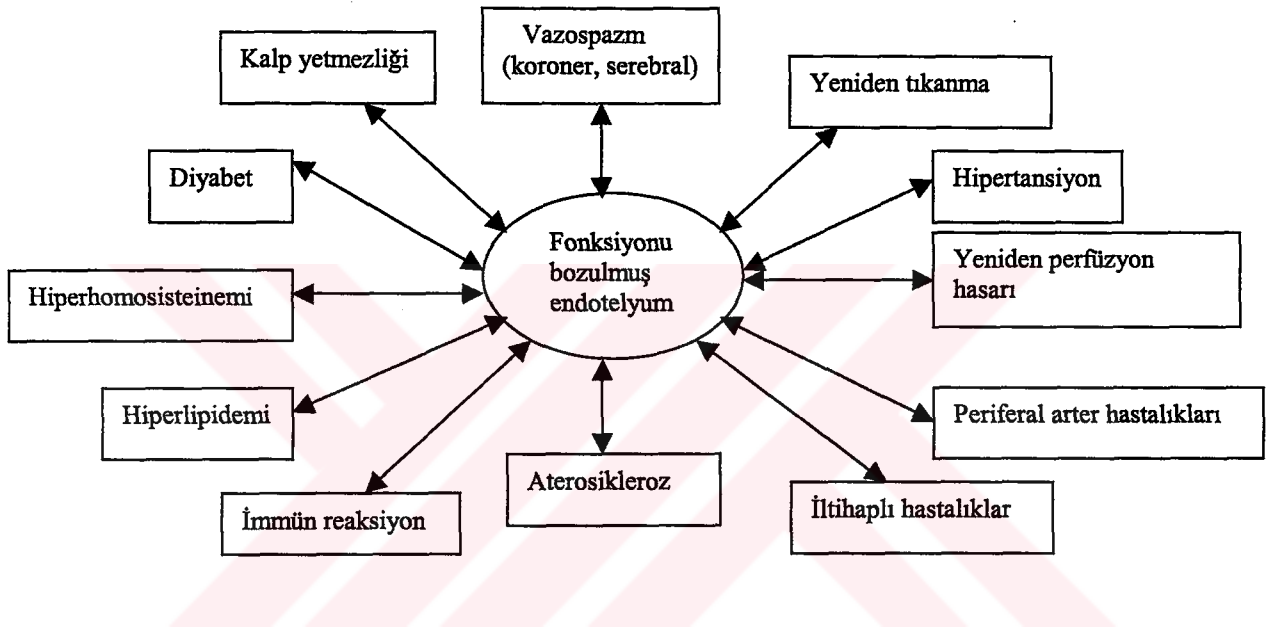 Vazospazm
(koroner, serebral)
Kalp yetmezliği
Yeniden tıkanma
Diyabet
Hipertansiyon
Fonksiyonu
bozulmuş
endotelyum
Yeniden perfüzyon
hasarı
Hiperhomosisteinemi
Hiperlipidemi
Periferal arter hastalıkları
Aterosikleroz
İmmün reaksiyon
İltihaplı hastalıklar